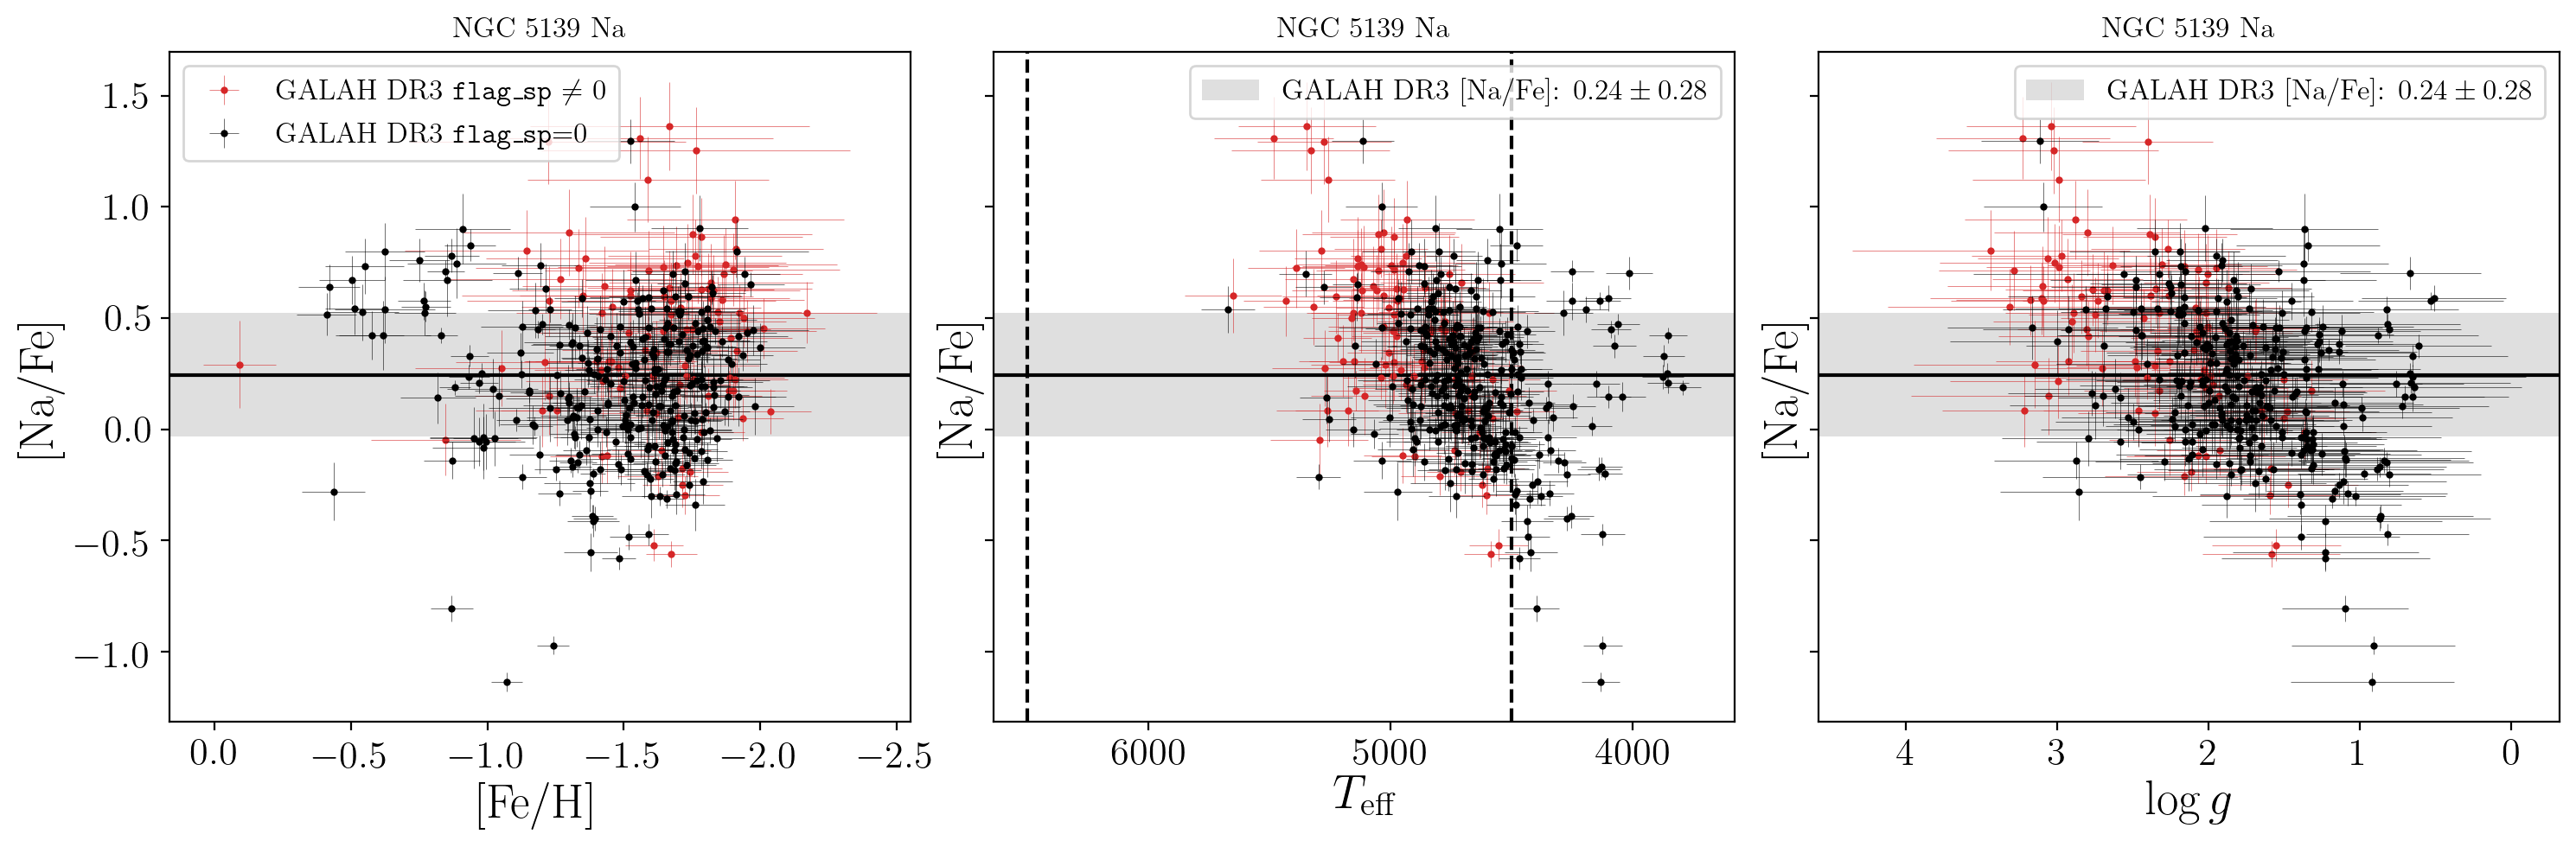 NGC 5139 Na
NGC 5139 Na
NGC 5139 Na
GALAH DR3 flag_sp ≠ 0
GALAH DR3 flag_sp=0
GALAH DR3 [Na/Fe]: 0.24 ± 0.28
GALAH DR3 [Na/Fe]: 0.24 ± 0.28
1.5
1.0
0.5
0.0
−0.5
−1.0
[Na/Fe]
[Na/Fe]
[Na/Fe]
0.0 −0.5 −1.0 −1.5 −2.0 −2.5
6000 5000 4000
4 3 2 1 0
[Fe/H]
Teff
log g